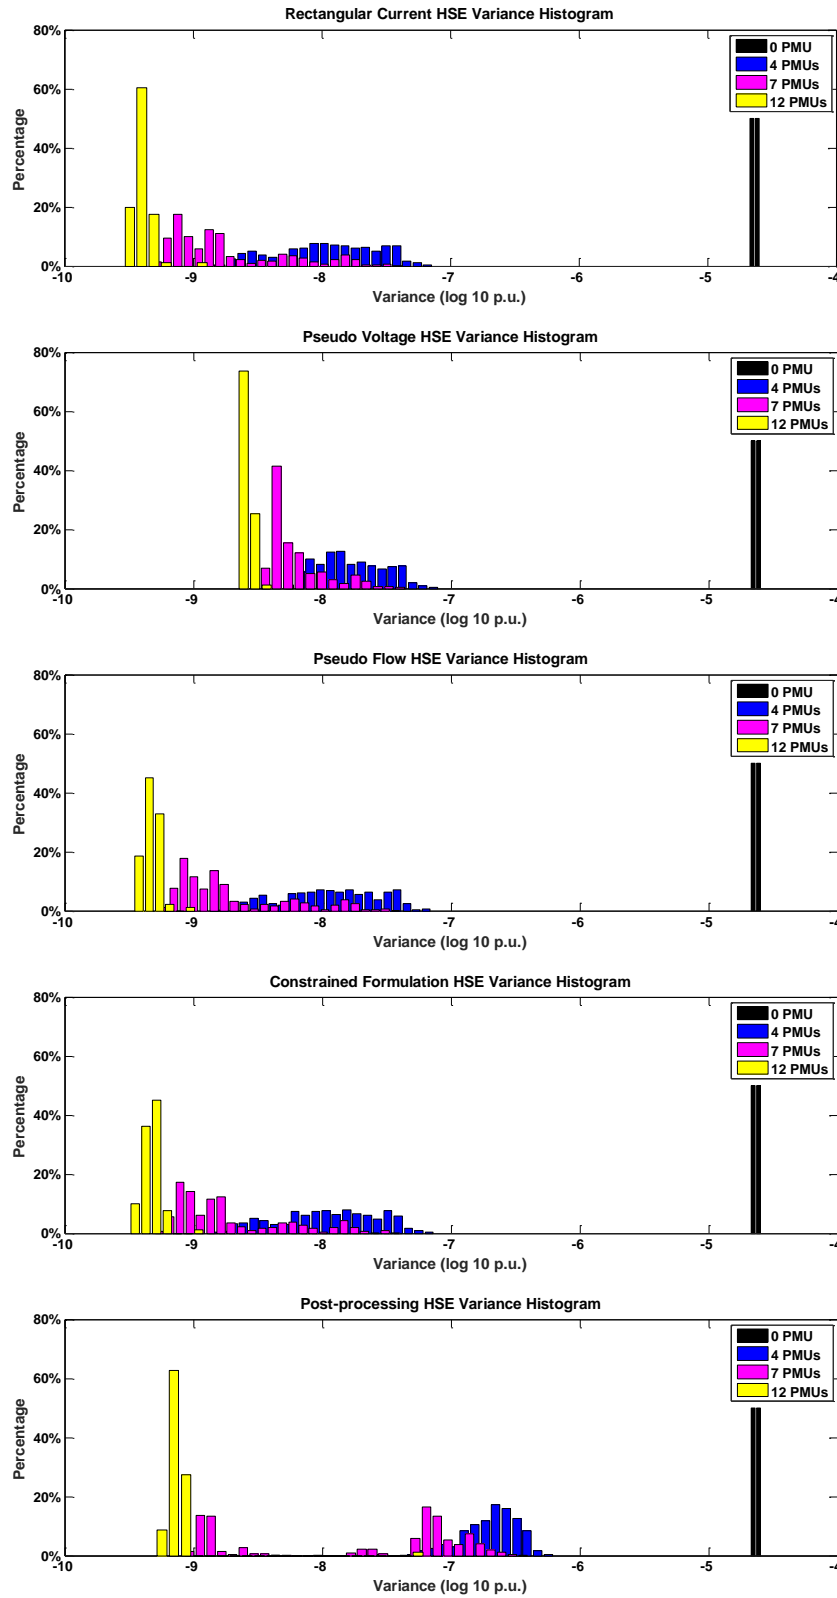 Rectangular Current HSE Variance Histogram
80%
60%
40%
20%
0%
Percentage
0 PMU
4 PMUs
7 PMUs
12 PMUs
-10 -9 -8 -7 -6 -5 -4
Variance (log 10 p.u.)
Pseudo Voltage HSE Variance Histogram
80%
60%
40%
20%
0%
Percentage
0 PMU
4 PMUs
7 PMUs
12 PMUs
-10 -9 -8 -7 -6 -5 -4
Variance (log 10 p.u.)
Pseudo Flow HSE Variance Histogram
80%
60%
40%
20%
0%
Percentage
0 PMU
4 PMUs
7 PMUs
12 PMUs
-10 -9 -8 -7 -6 -5 -4
Variance (log 10 p.u.)
Constrained Formulation HSE Variance Histogram
80%
60%
40%
20%
0%
Percentage
0 PMU
4 PMUs
7 PMUs
12 PMUs
-10 -9 -8 -7 -6 -5 -4
Variance (log 10 p.u.)
Post-processing HSE Variance Histogram
80%
60%
40%
20%
0%
Percentage
0 PMU
4 PMUs
7 PMUs
12 PMUs
-10 -9 -8 -7 -6 -5 -4
Variance (log 10 p.u.)